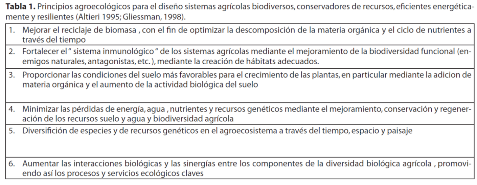 Tabla 1. Principios agroecológicos para el diseño sistemas agrícolas biodiversos, conservadores de recursos, eficientes energética-
mente y resilientes (Altieri 1995; Gliessman, 1998).
1. Mejorar el reciclaje de biomasa , con el fin de optimizar la descomposición de la materia orgánica y el ciclo de nutrientes a
través del tiempo
2. Fortalecer el " sistema inmunológico" de los sistemas agrícolas mediante el mejoramiento de la biodiversidad funcional (en-
emigos naturales, antagonistas, etc.), mediante la creación de hábitats adecuados.
3. Proporcionar las condiciones del suelo más favorables para el crecimiento de las plantas, en particular mediante la adicion de
materia orgánica y el aumento de la actividad biológica del suelo
4. Minimizar las pérdidas de energía, agua , nutrientes y recursos genéticos mediante el mejoramiento, conservación y regener-
ación de los recursos suelo y agua y biodiversidad agrícola
5. Diversifición de especies y de recursos genéticos en el agroecosistema a través del tiempo, espacio y paisaje
6. Aumentar las interacciones biológicas y las sinergías entre los componentes de la diversidad biológica agrícola , promovi-
endo así los procesos y servicios ecológicos claves